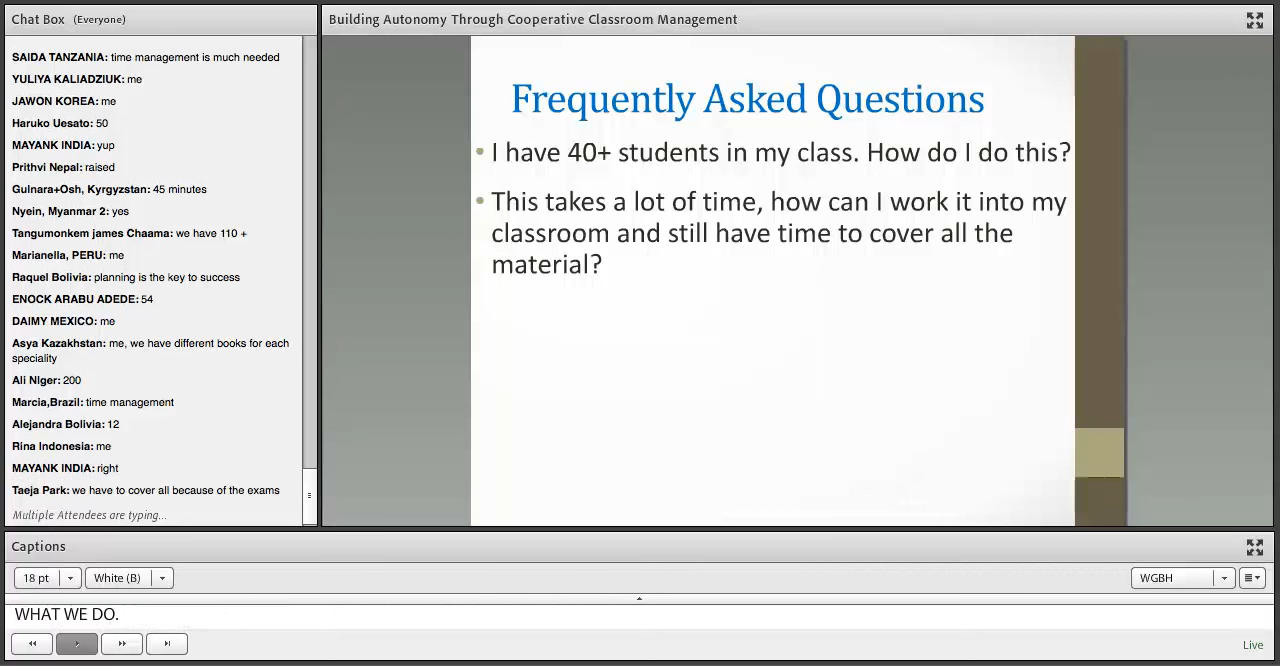 Chat Box (Everyone)
SAIDA TANZANIA: time management is much needed
YULIYA KALIADZIUK: me
JAWON KOREA: me
Haruko Uesato: 50
MAYANK INDIA: yup
Prithvi Nepal: raised
Gulnara+Osh, Kyrgyzstan: 45 minutes
Nyein, Myanmar 2: yes
Tangumonkem james Chaama: we have 110 +
Marianella, PERU: me
Raquel Bolivia: planning is the key to success
ENOCK ARABU ADEDE: 54
DAIMY MEXICO: me
Asya Kazakhstan: me, we have different books for each
speciality
Ali NIger: 200
Marcia,Brazil: time management
Alejandra Bolivia: 12
Rina Indonesia: me
MAYANK INDIA: right
Taeja Park: we have to cover all because of the exams
Multiple Attendees are typing...
Building Autonomy Through Cooperative Classroom Management
Frequently Asked Questions
• I have 40+ students in my class. How do I do this?
• This takes a lot of time, how can I work it into my
classroom and still have time to cover all the
material?
Captions
18 pt White (B) WGBH
WHAT WE DO.
Live